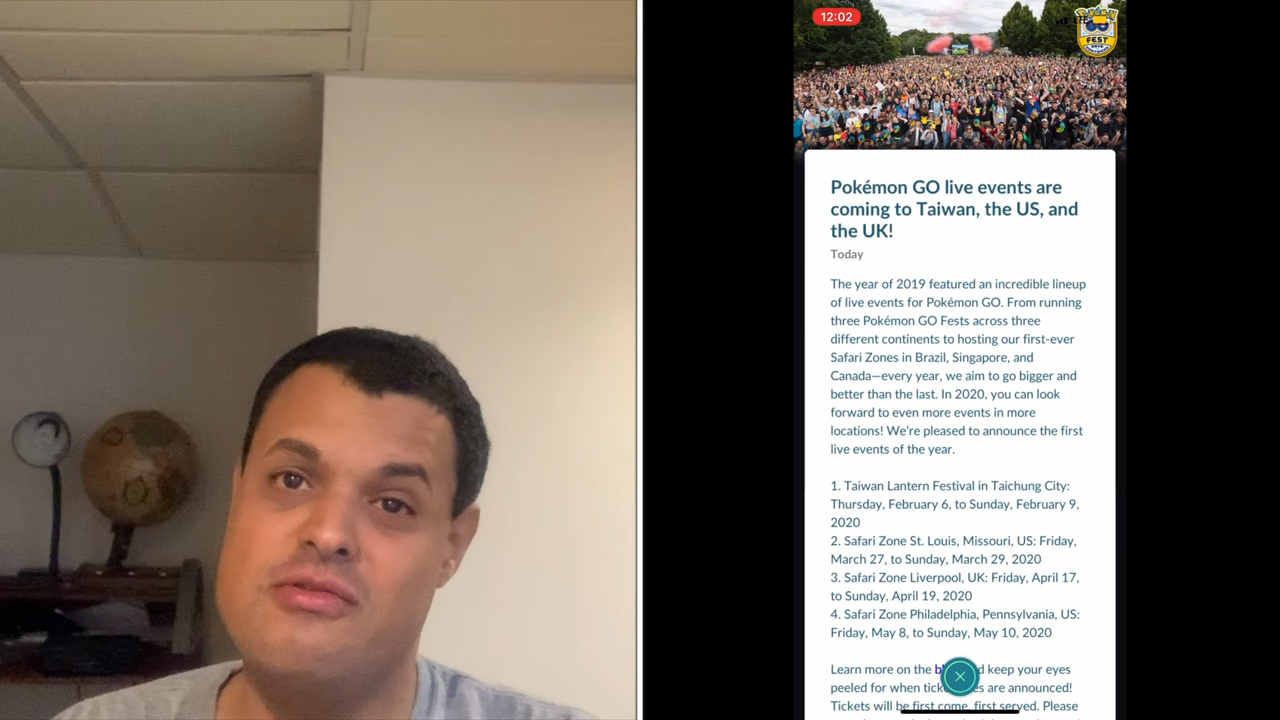 12:02
FEST
Pokémon GO live events are
coming to Taiwan, the US, and
the UK!
Today
The year of 2019 featured an incredible lineup
of live events for Pokémon GO. From running
three Pokémon GO Fests across three
different continents to hosting our first-ever
Safari Zones in Brazil, Singapore, and
Canada—every year, we aim to go bigger and
better than the last. In 2020, you can look
forward to even more events in more
locations! We're pleased to announce the first
live events of the year.
1. Taiwan Lantern Festival in Taichung City:
Thursday, February 6, to Sunday, February 9,
2020
2. Safari Zone St. Louis, Missouri, US: Friday,
March 27, to Sunday, March 29, 2020
3. Safari Zone Liverpool, UK: Friday, April 17,
to Sunday, April 19, 2020
4. Safari Zone Philadelphia, Pennsylvania, US:
Friday, May 8, to Sunday, May 10, 2020
Learn more on the keep your eyes
peeled for when are announced!
Tickets will be first come, first served. Please